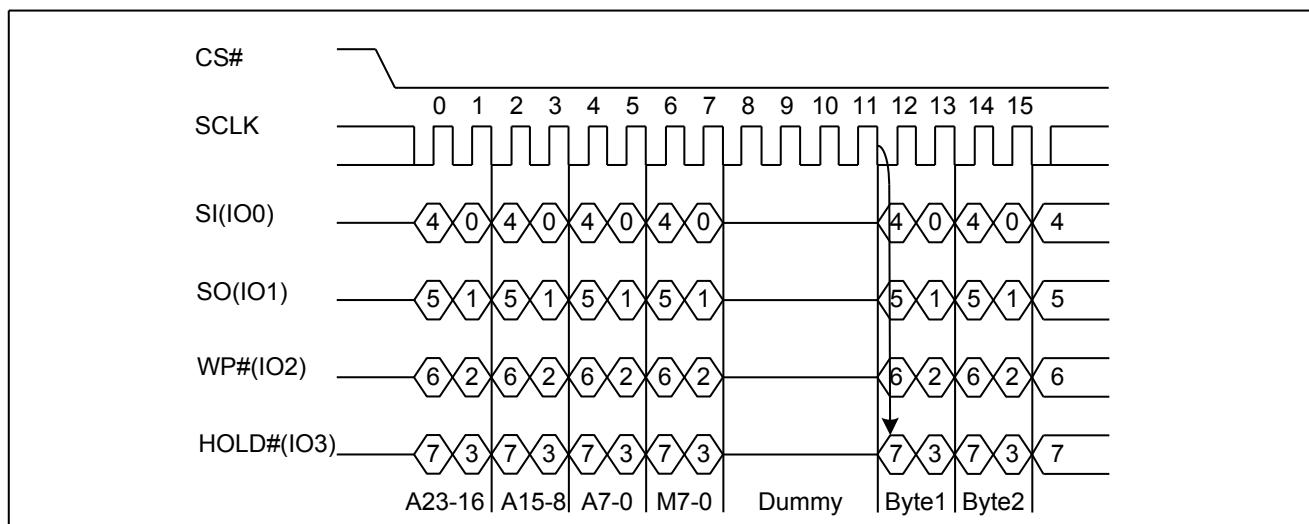 CS#
0 1 2 3 4 5 6 7 8 9 10 11 12 13 14 15
SCLK
SI(IO0) 4 0 4 0 4 0 4 0 4 0 4 0 4
SO(IO1) 5 1 5 1 5 1 5 1 5 1 5 1 5
WP#(IO2) 6 2 6 2 6 2 6 2 6 2 6 2 6
HOLD#(IO3) 7 3 7 3 7 3 7 3 7 3 7 3 7
A23-16 A15-8 A7-0 M7-0 Dummy Byte1 Byte2